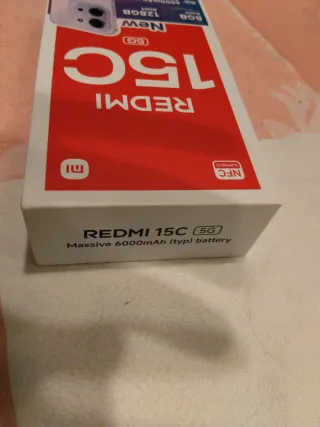 New
8GB
128GB
REDMI
15C
5G
mi
NFC
REDMI 15C 5G
Massive 6000mAh (typ) battery